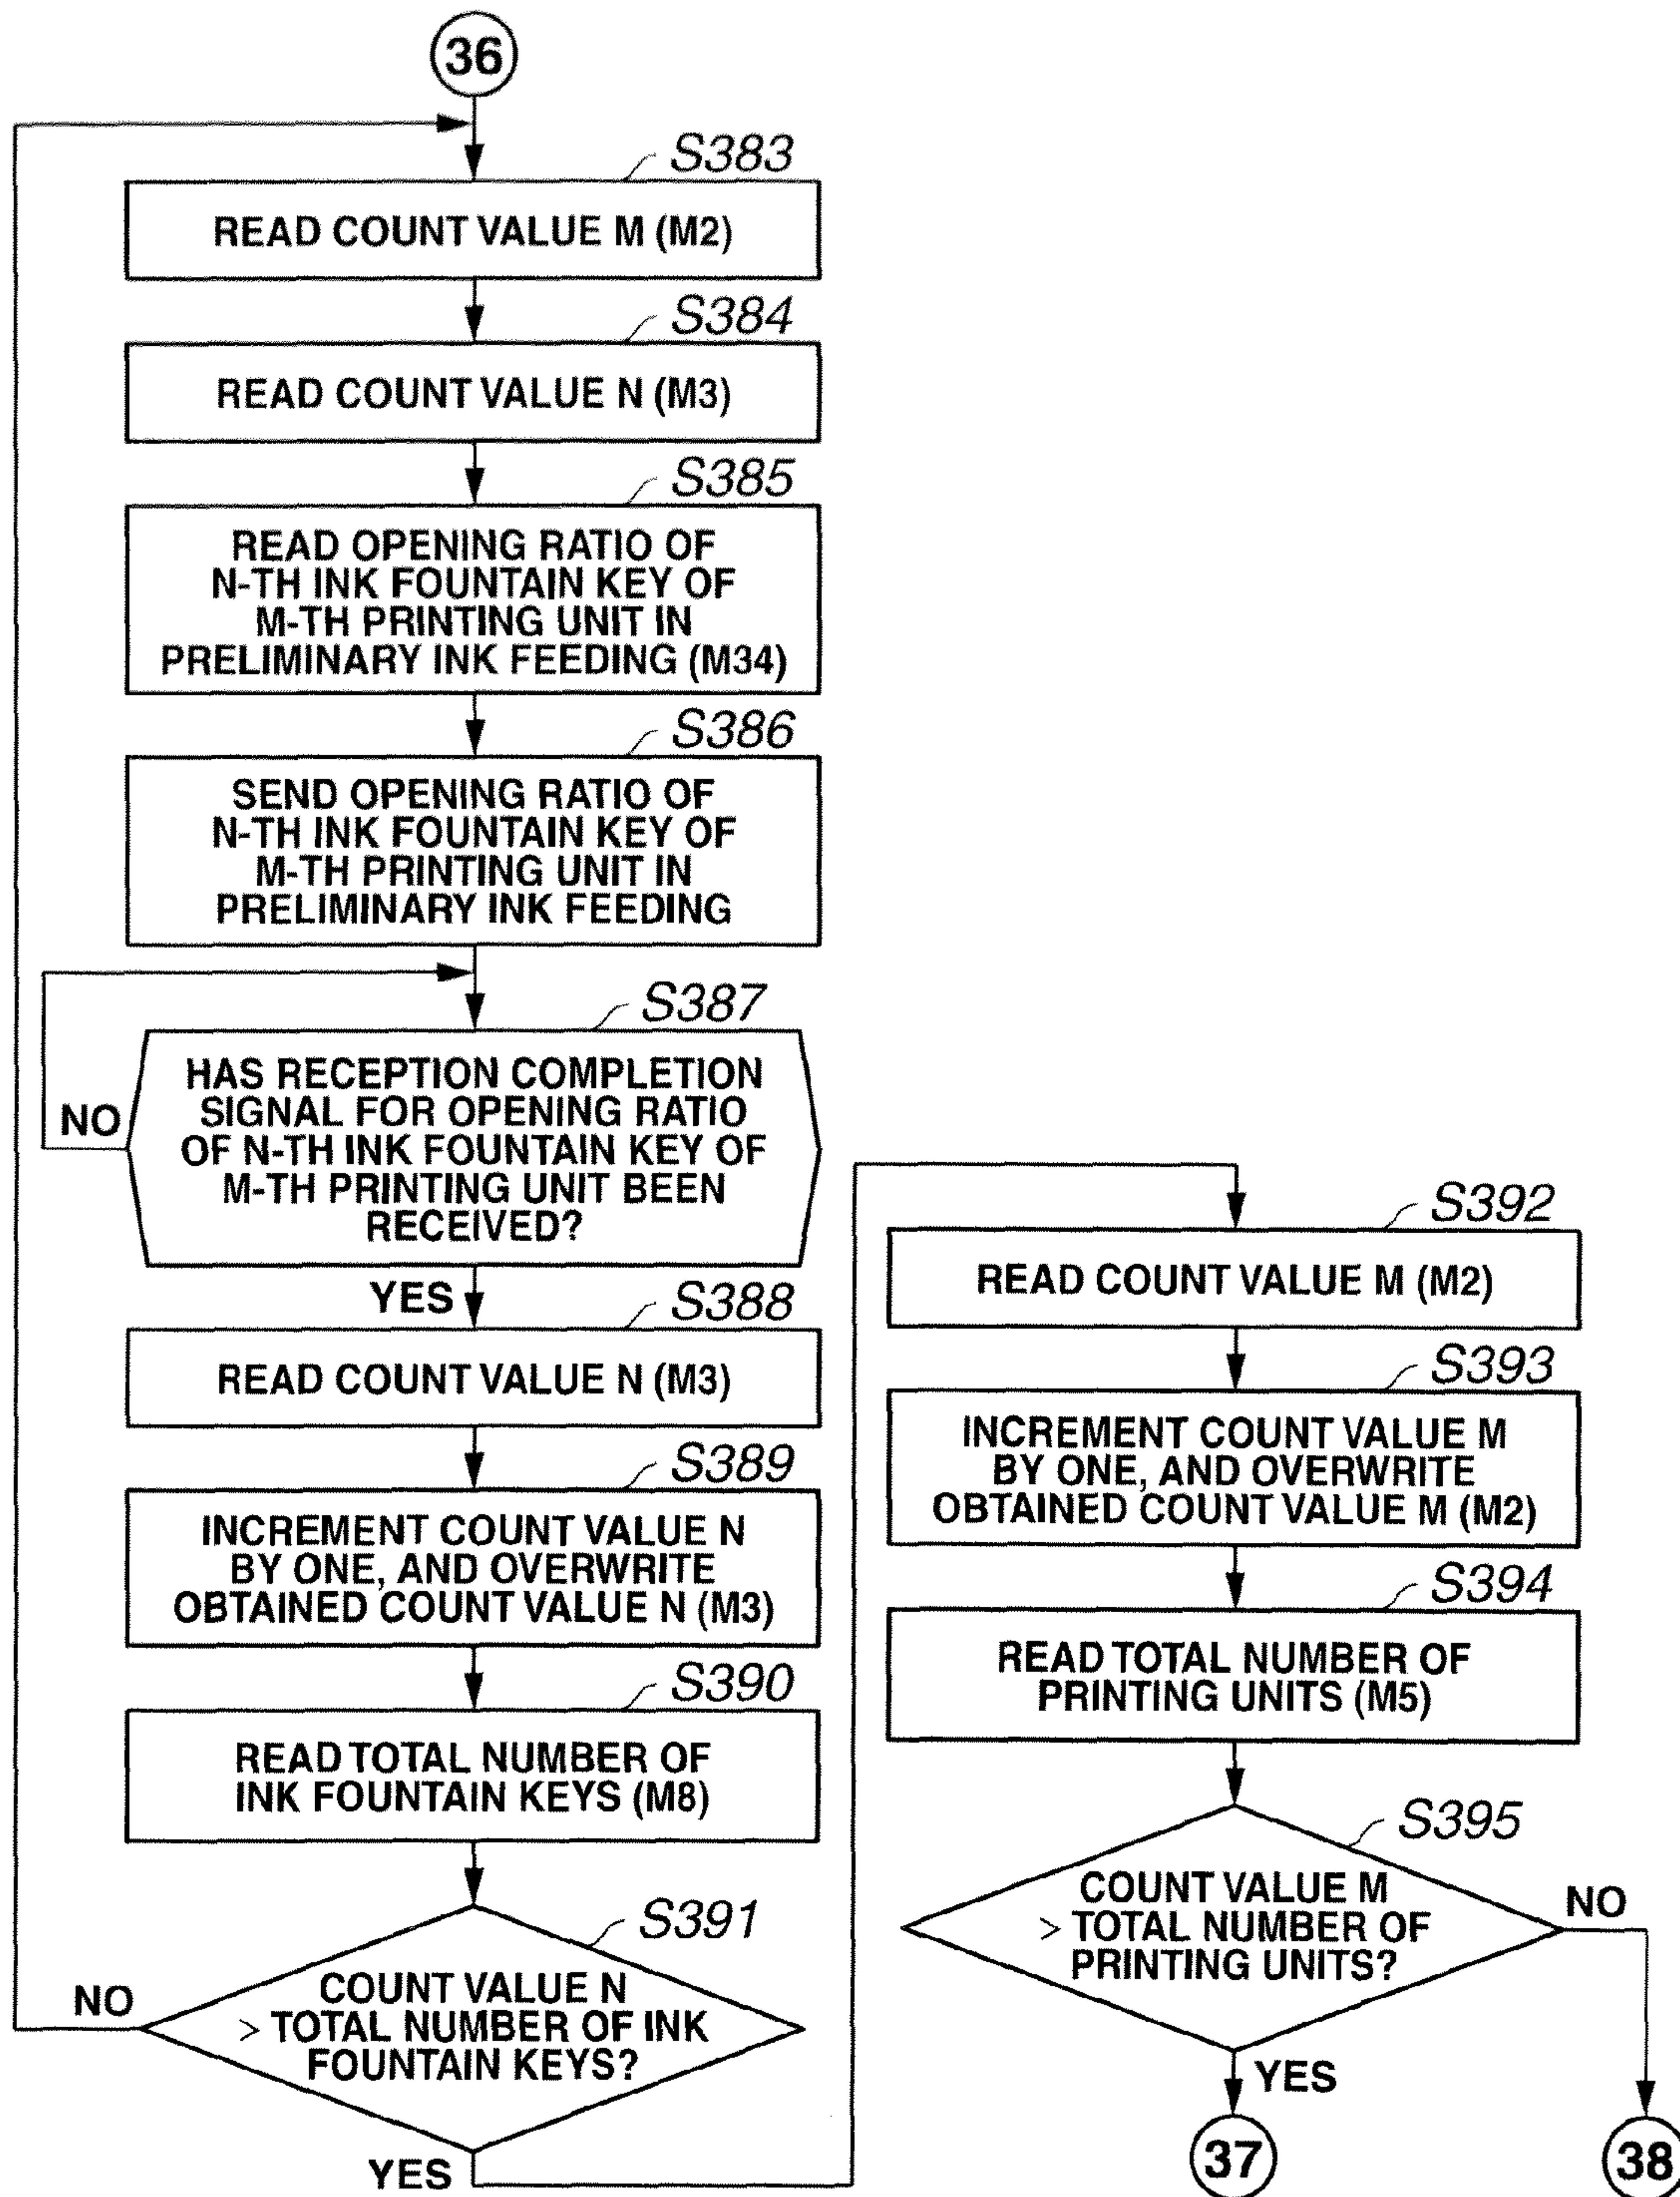 36
S383
READ COUNT VALUE M (M2)
S384
READ COUNT VALUE N (M3)
S385
READ OPENING RATIO OF
N-TH INK FOUNTAIN KEY OF
M-TH PRINTING UNIT IN
PRELIMINARY INK FEEDING (M34)
S386
SEND OPENING RATIO OF
N-TH INK FOUNTAIN KEY OF
M-TH PRINTING UNIT IN
PRELIMINARY INK FEEDING
S387
HAS RECEPTION COMPLETION
SIGNAL FOR OPENING RATIO
OF N-TH INK FOUNTAIN KEY OF
M-TH PRINTING UNIT BEEN
RECEIVED?
NO
YES
S388
READ COUNT VALUE N (M3)
S389
INCREMENT COUNT VALUE N
BY ONE, AND OVERWRITE
OBTAINED COUNT VALUE N (M3)
S390
READ TOTAL NUMBER OF
INK FOUNTAIN KEYS (M8)
S391
COUNT VALUE N
> TOTAL NUMBER OF INK
FOUNTAIN KEYS?
NO
YES
S392
READ COUNT VALUE M (M2)
S393
INCREMENT COUNT VALUE M
BY ONE, AND OVERWRITE
OBTAINED COUNT VALUE M (M2)
S394
READ TOTAL NUMBER OF
PRINTING UNITS (M5)
S395
COUNT VALUE M
> TOTAL NUMBER OF
PRINTING UNITS?
NO
YES
37
38